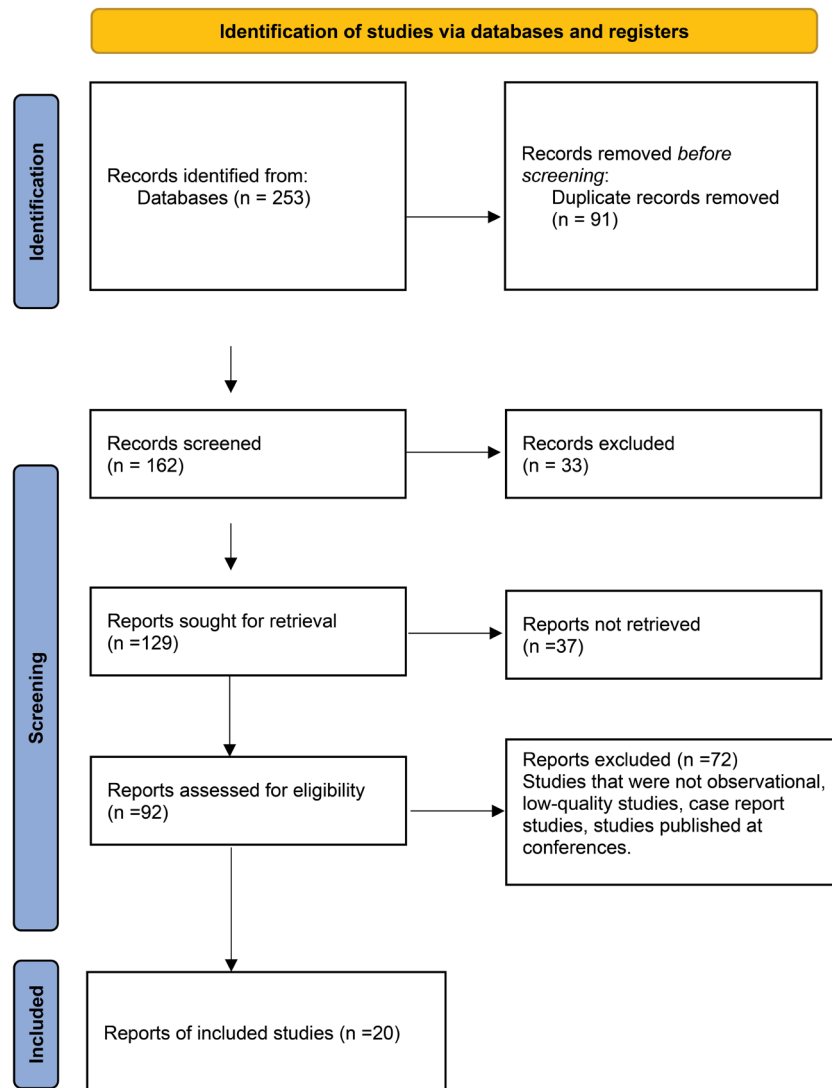 Identification of studies via databases and registers
Identification
Records identified from:
Databases (n = 253)
Records removed before
screening:
Duplicate records removed
(n = 91)
Screening
Records screened
(n = 162)
Records excluded
(n = 33)
Reports sought for retrieval
(n =129)
Reports not retrieved
(n =37)
Reports assessed for eligibility
(n =92)
Reports excluded (n =72)
Studies that were not observational,
low-quality studies, case report
studies, studies published at
conferences.
Included
Reports of included studies (n =20)